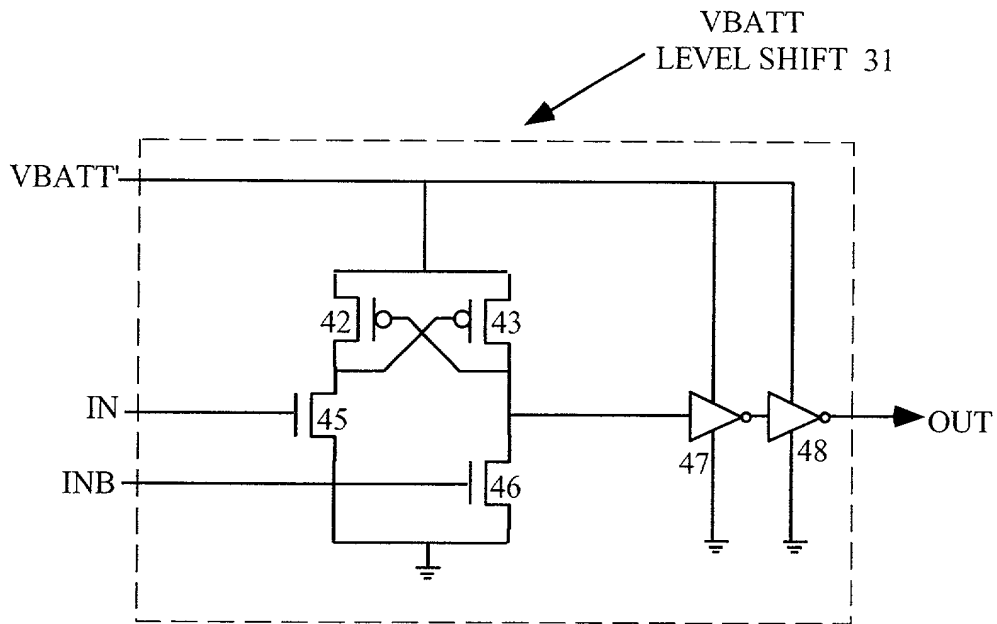 VBATT
LEVEL SHIFT 31
VBATT'
42
43
IN
45
OUT
47
48
INB
46